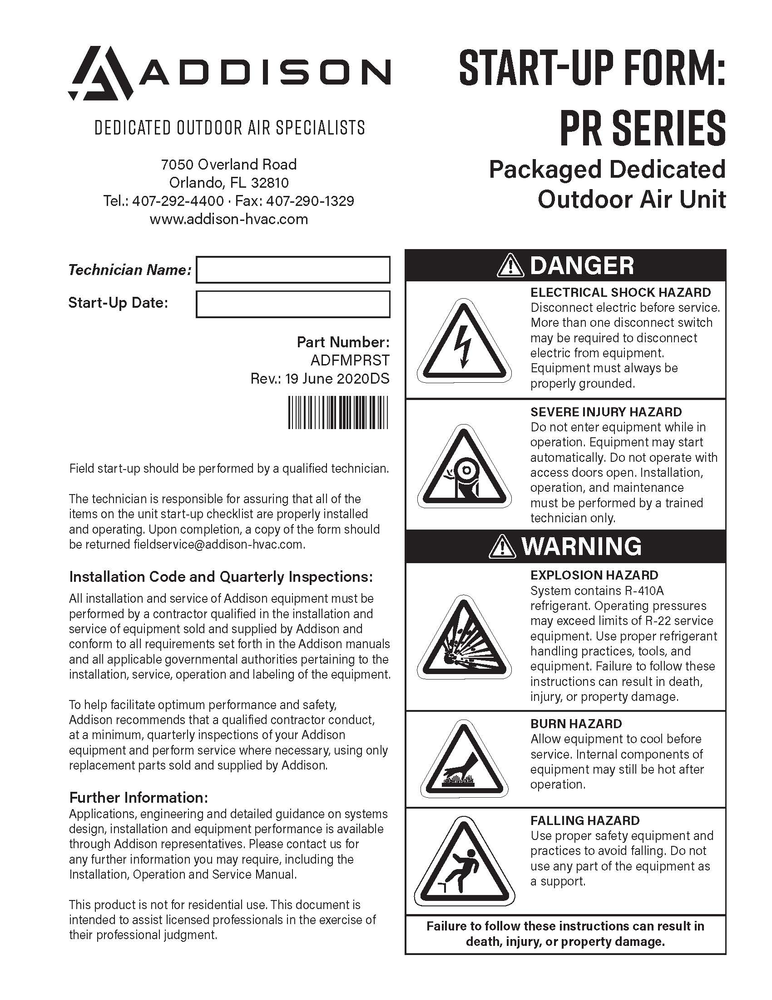 ADDISON
DEDICATED OUTDOOR AIR SPECIALISTS
7050 Overland Road
Orlando, FL 32810
Tel.: 407-292-4400 · Fax: 407-290-1329
www.addison-hvac.com
START-UP FORM:
PR SERIES
Packaged Dedicated
Outdoor Air Unit
Technician Name:
Start-Up Date:
Part Number:
ADFMPRST
Rev.: 19 June 2020DS
Field start-up should be performed by a qualified technician.
The technician is responsible for assuring that all of the
items on the unit start-up checklist are properly installed
and operating. Upon completion, a copy of the form should
be returned fieldservice@addison-hvac.com.
Installation Code and Quarterly Inspections:
All installation and service of Addison equipment must be
performed by a contractor qualified in the installation and
service of equipment sold and supplied by Addison and
conform to all requirements set forth in the Addison manuals
and all applicable governmental authorities pertaining to the
installation, service, operation and labeling of the equipment.
To help facilitate optimum performance and safety,
Addison recommends that a qualified contractor conduct,
at a minimum, quarterly inspections of your Addison
equipment and perform service where necessary, using only
replacement parts sold and supplied by Addison.
Further Information:
Applications, engineering and detailed guidance on systems
design, installation and equipment performance is available
through Addison representatives. Please contact us for
any further information you may require, including the
Installation, Operation and Service Manual.
This product is not for residential use. This document is
intended to assist licensed professionals in the exercise of
their professional judgment.
DANGER
ELECTRICAL SHOCK HAZARD
Disconnect electric before service.
More than one disconnect switch
may be required to disconnect
electric from equipment.
Equipment must always be
properly grounded.
SEVERE INJURY HAZARD
Do not enter equipment while in
operation. Equipment may start
automatically. Do not operate with
access doors open. Installation,
operation, and maintenance
must be performed by a trained
technician only.
WARNING
EXPLOSION HAZARD
System contains R-410A
refrigerant. Operating pressures
may exceed limits of R-22 service
equipment. Use proper refrigerant
handling practices, tools, and
equipment. Failure to follow these
instructions can result in death,
injury, or property damage.
BURN HAZARD
Allow equipment to cool before
service. Internal components of
equipment may still be hot after
operation.
FALLING HAZARD
Use proper safety equipment and
practices to avoid falling. Do not
use any part of the equipment as
a support.
Failure to follow these instructions can result in
death, injury, or property damage.